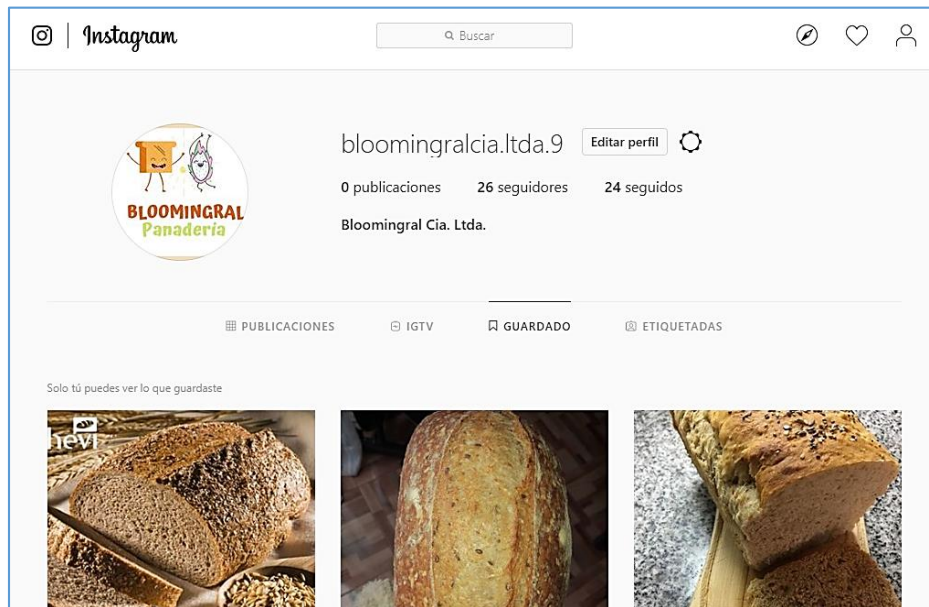 Instagram
Buscar
bloomingralcia.ltda.9 Editar perfil
0 publicaciones 26 seguidores 24 seguidos
Bloomingral Cia. Ltda.
BLOOMINGRAL
Panadería
PUBLICACIONES IGTV GUARDADO ETIQUETADAS
Solo tú puedes ver lo que guardaste